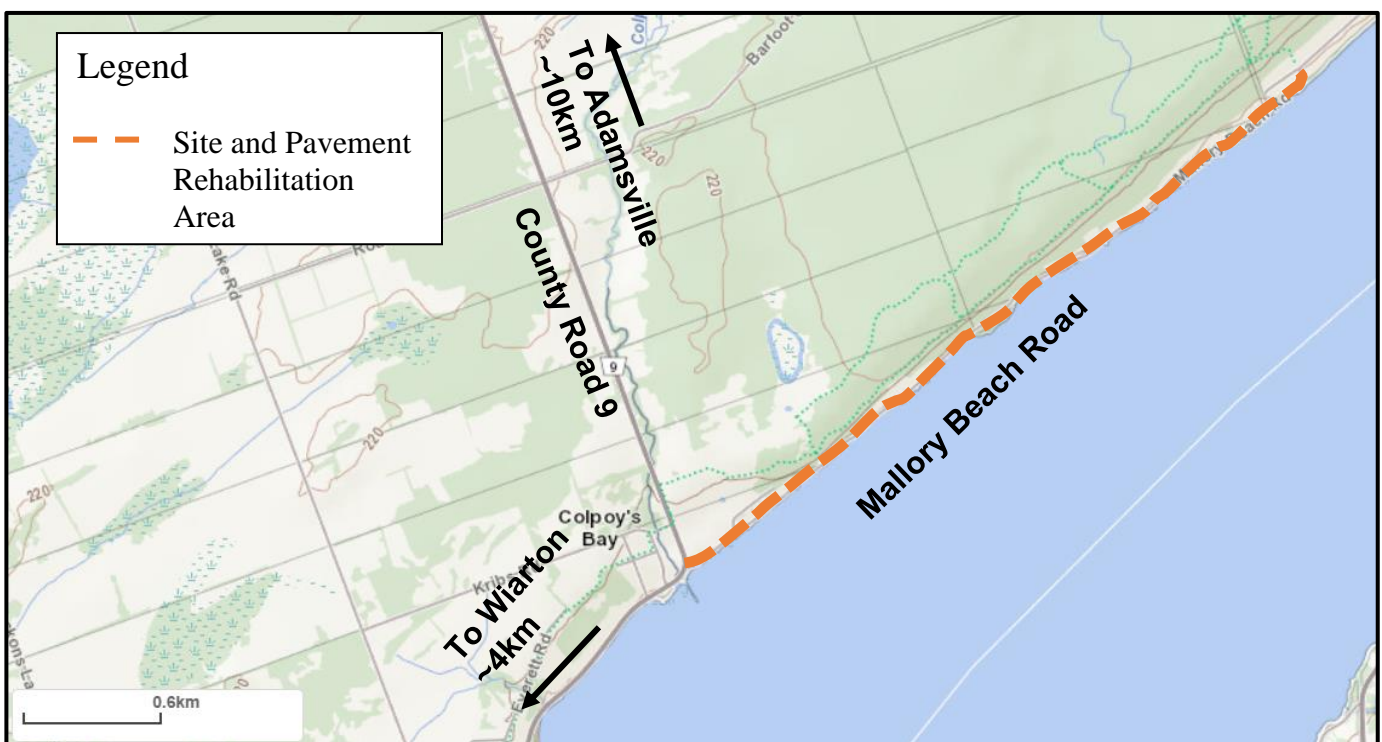 Legend
Site and Pavement
Rehabilitation
Area
To Adamsville
~10km
Barfoot
220
220
220
County Road 9
9
Lake Rd
220
220
Mallory Beach Road
Colpoy's
Bay
To Wiarton
~4km
Everett Rd
0.6km